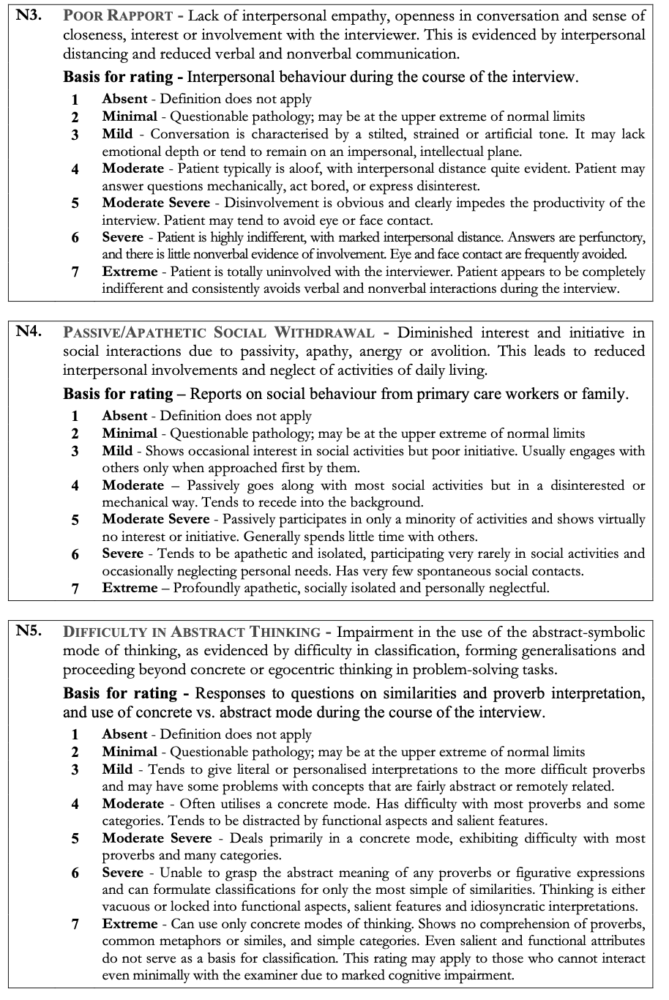 N3. POOR RAPPORT - Lack of interpersonal empathy, openness in conversation and sense of
closeness, interest or involvement with the interviewer. This is evidenced by interpersonal
distancing and reduced verbal and nonverbal communication.
Basis for rating - Interpersonal behaviour during the course of the interview.
1 Absent - Definition does not apply
2 Minimal - Questionable pathology; may be at the upper extreme of normal limits
3 Mild - Conversation is characterised by a stilted, strained or artificial tone. It may lack
emotional depth or tend to remain on an impersonal, intellectual plane.
4 Moderate - Patient typically is aloof, with interpersonal distance quite evident. Patient may
answer questions mechanically, act bored, or express disinterest.
5 Moderate Severe - Disinvolvement is obvious and clearly impedes the productivity of the
interview. Patient may tend to avoid eye or face contact.
6 Severe - Patient is highly indifferent, with marked interpersonal distance. Answers are perfunctory,
and there is little nonverbal evidence of involvement. Eye and face contact are frequently avoided.
7 Extreme - Patient is totally uninvolved with the interviewer. Patient appears to be completely
indifferent and consistently avoids verbal and nonverbal interactions during the interview.
N4. PASSIVE/APATHETIC SOCIAL WITHDRAWAL - Diminished interest and initiative in
social interactions due to passivity, apathy, anergy or avolition. This leads to reduced
interpersonal involvements and neglect of activities of daily living.
Basis for rating – Reports on social behaviour from primary care workers or family.
1 Absent - Definition does not apply
2 Minimal - Questionable pathology; may be at the upper extreme of normal limits
3 Mild - Shows occasional interest in social activities but poor initiative. Usually engages with
others only when approached first by them.
4 Moderate – Passively goes along with most social activities but in a disinterested or
mechanical way. Tends to recede into the background.
5 Moderate Severe - Passively participates in only a minority of activities and shows virtually
no interest or initiative. Generally spends little time with others.
6 Severe - Tends to be apathetic and isolated, participating very rarely in social activities and
occasionally neglecting personal needs. Has very few spontaneous social contacts.
7 Extreme – Profoundly apathetic, socially isolated and personally neglectful.
N5. DIFFICULTY IN ABSTRACT THINKING - Impairment in the use of the abstract-symbolic
mode of thinking, as evidenced by difficulty in classification, forming generalisations and
proceeding beyond concrete or egocentric thinking in problem-solving tasks.
Basis for rating - Responses to questions on similarities and proverb interpretation,
and use of concrete vs. abstract mode during the course of the interview.
1 Absent - Definition does not apply
2 Minimal - Questionable pathology; may be at the upper extreme of normal limits
3 Mild - Tends to give literal or personalised interpretations to the more difficult proverbs
and may have some problems with concepts that are fairly abstract or remotely related.
4 Moderate - Often utilises a concrete mode. Has difficulty with most proverbs and some
categories. Tends to be distracted by functional aspects and salient features.
5 Moderate Severe - Deals primarily in a concrete mode, exhibiting difficulty with most
proverbs and many categories.
6 Severe - Unable to grasp the abstract meaning of any proverbs or figurative expressions
and can formulate classifications for only the most simple of similarities. Thinking is either
vacuous or locked into functional aspects, salient features and idiosyncratic interpretations.
7 Extreme - Can use only concrete modes of thinking. Shows no comprehension of proverbs,
common metaphors or similes, and simple categories. Even salient and functional attributes
do not serve as a basis for classification. This rating may apply to those who cannot interact
even minimally with the examiner due to marked cognitive impairment.